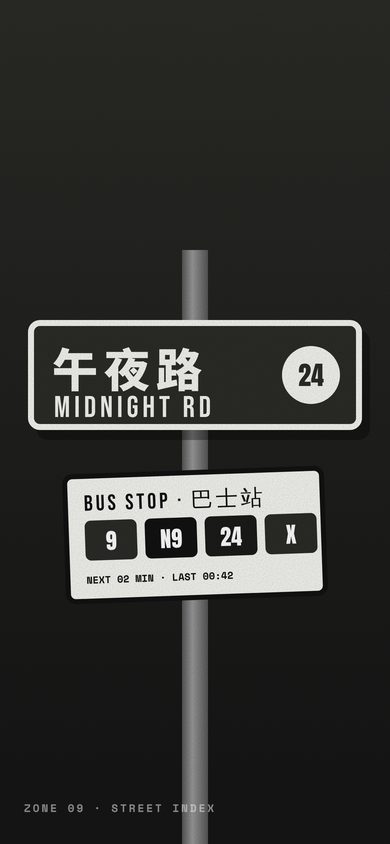 午夜路
MIDNIGHT RD
24
BUS STOP · 巴士站
9 N9 24 X
NEXT 02 MIN · LAST 00:42
ZONE 09 · STREET INDEX